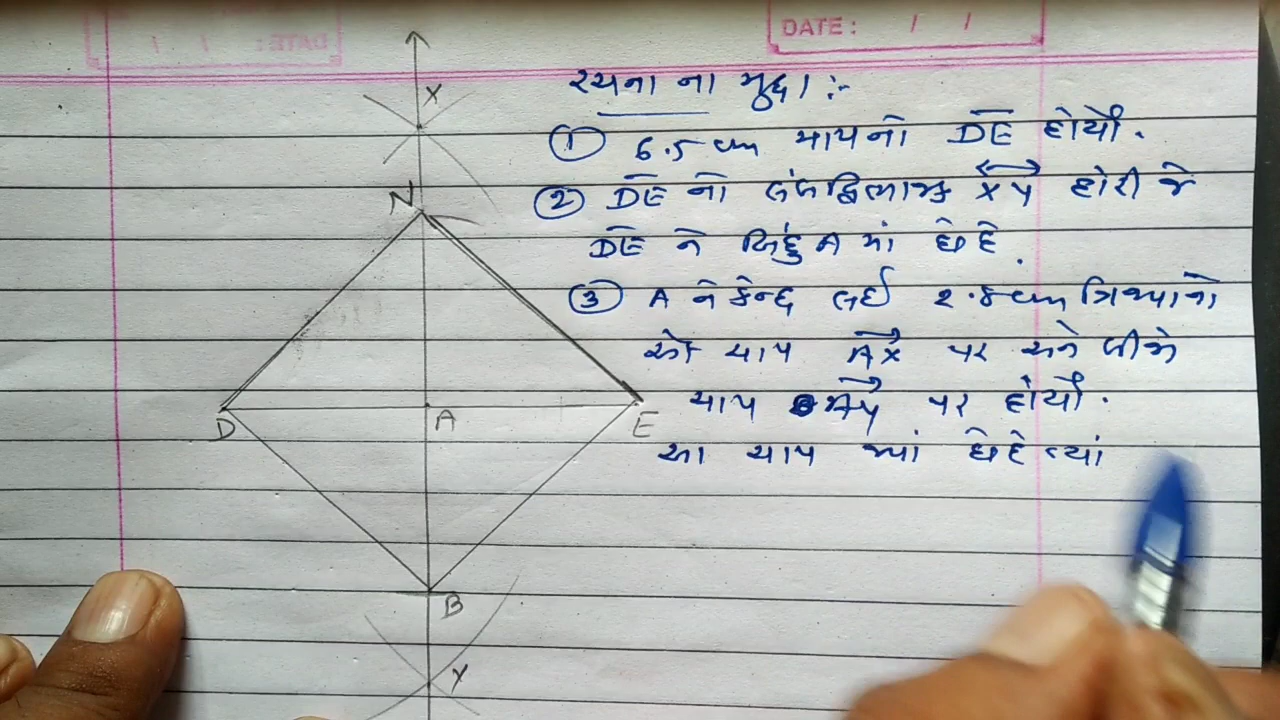 DATE : / /
રચના ના મુદ્દા :-
① 6.5 cm માપનો DE દોર્યો.
② DE નો લંબદ્વિભાજક XY દોરી જે
DE ને બિંદુ A માં છેદે.
③ A ને કેન્દ્ર લઈ 2.8 cm ત્રિજ્યાનો
એક ચાપ AX પર અને બીજો
ચાપ AY પર દોર્યો.
આ ચાપ જ્યાં છેદે ત્યાં
X
N
D
A
E
B
Y